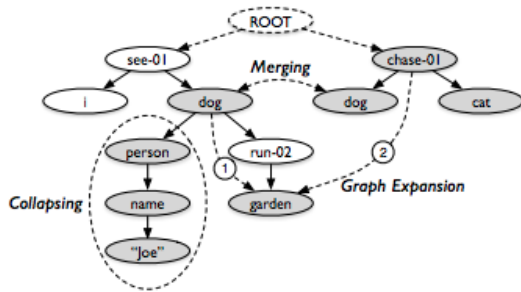 ROOT
see-01
chase-01
Merging
i
dog
dog
cat
person
run-02
1
2
Collapsing
name
garden
Graph Expansion
“Joe”